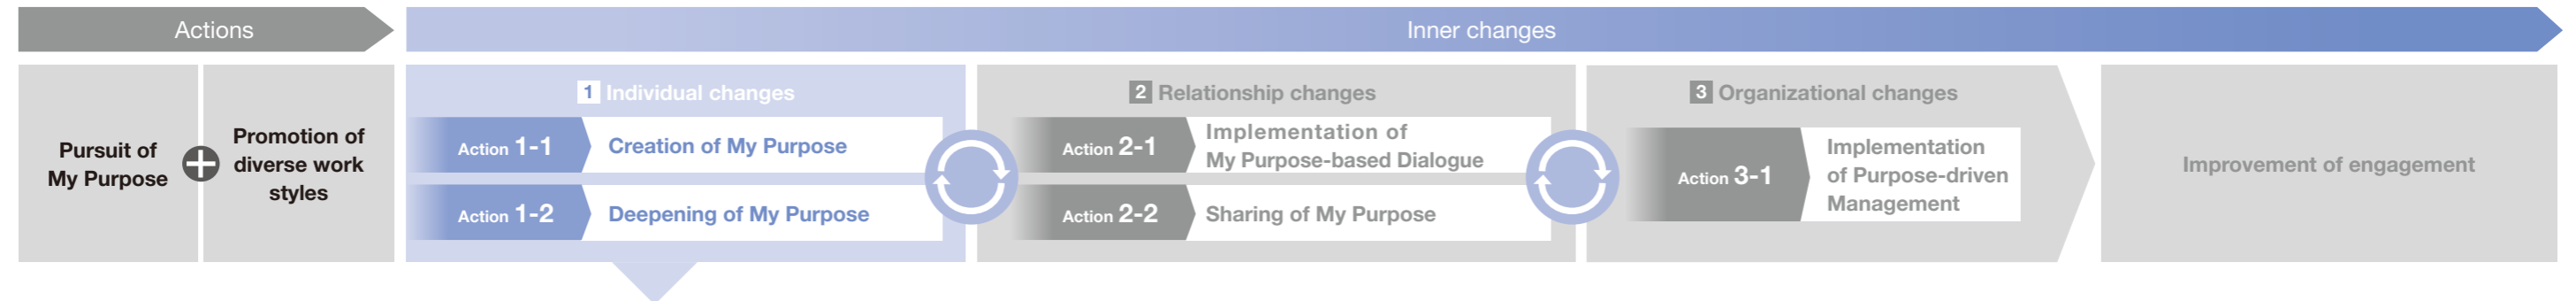 Actions
Inner changes
Pursuit of
My Purpose
Promotion of
diverse work
styles
1 Individual changes
Action 1-1
Creation of My Purpose
Action 1-2
Deepening of My Purpose
2 Relationship changes
Action 2-1
Implementation of
My Purpose-based Dialogue
Action 2-2
Sharing of My Purpose
3 Organizational changes
Action 3-1
Implementation
of Purpose-driven
Management
Improvement of engagement